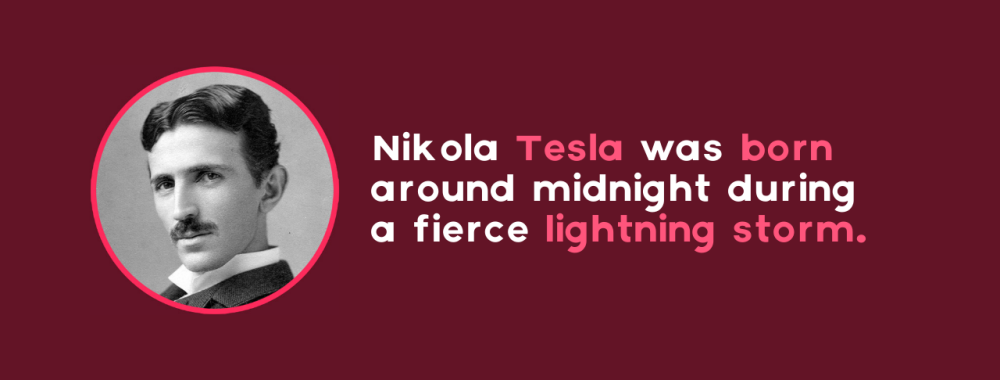 Nikola Tesla was born
around midnight during
a fierce lightning storm.